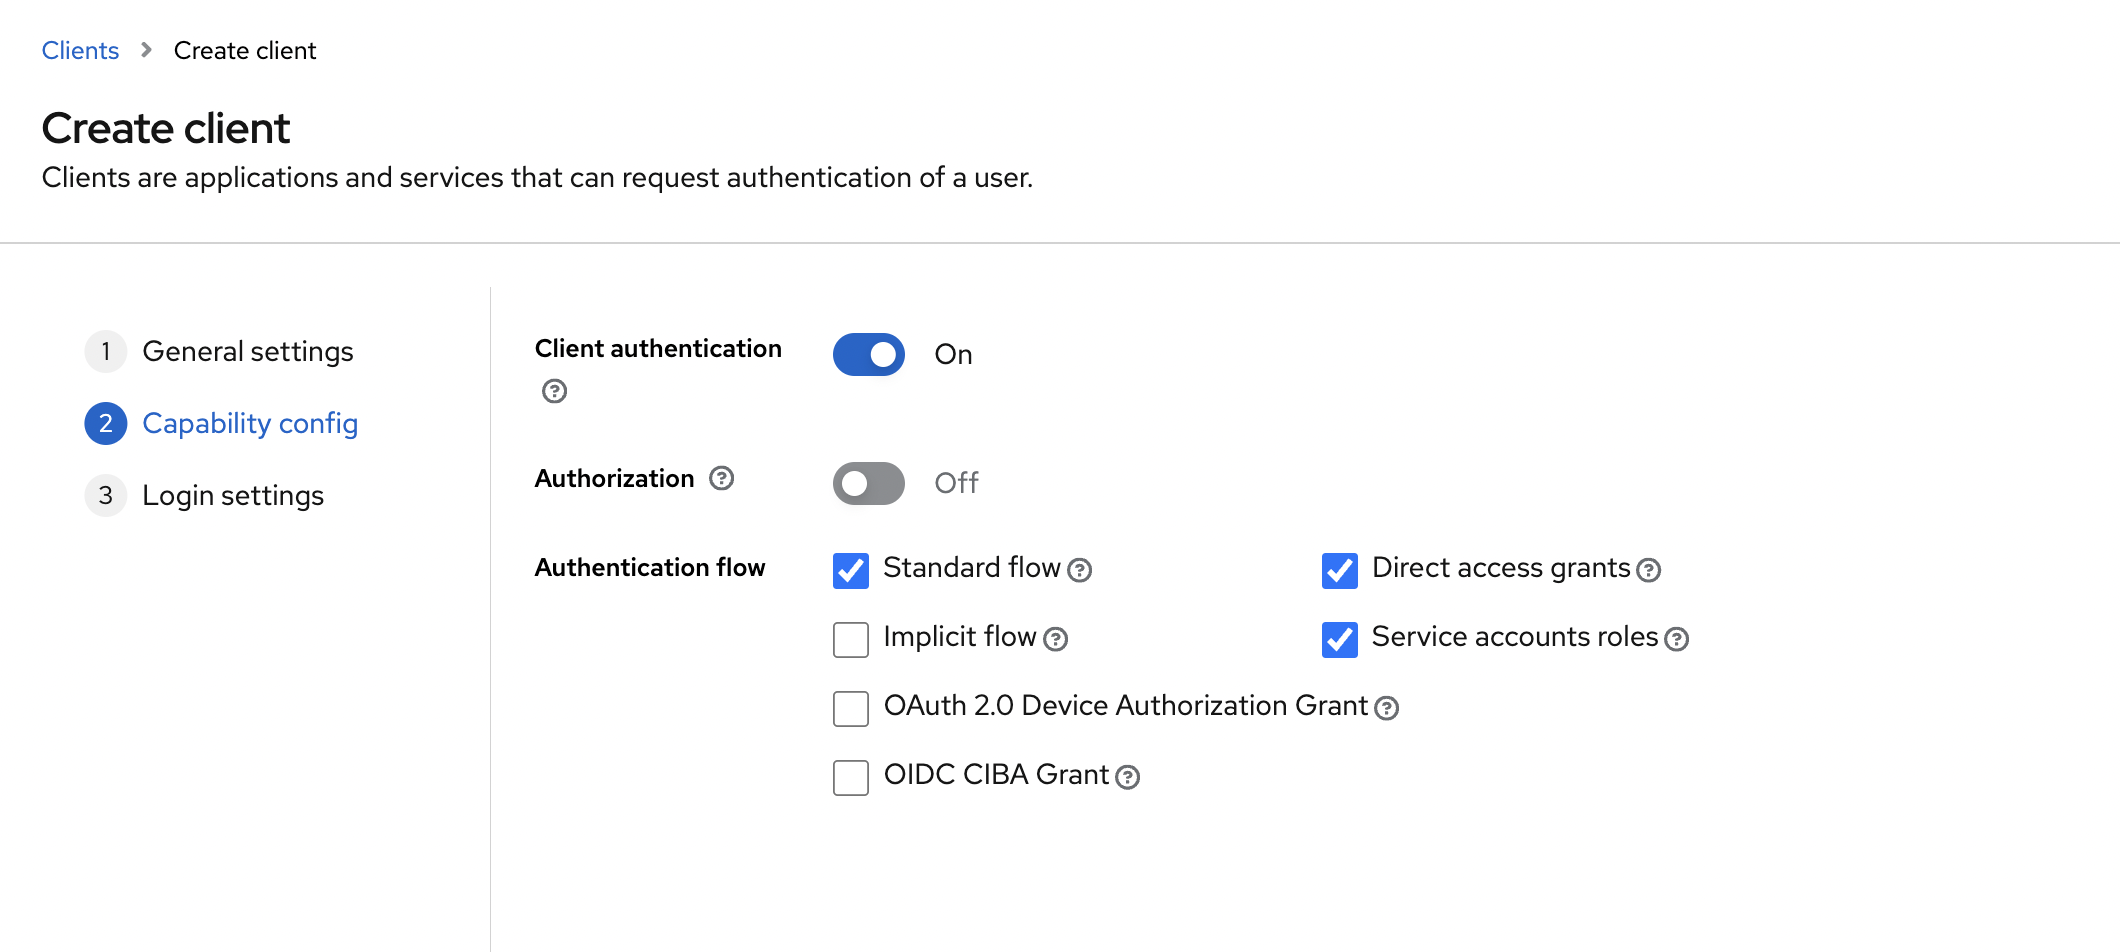 Clients > Create client
Create client
Clients are applications and services that can request authentication of a user.
1 General settings
2 Capability config
3 Login settings
Client authentication
On
Authorization
Off
Authentication flow
Standard flow
Direct access grants
Implicit flow
Service accounts roles
OAuth 2.0 Device Authorization Grant
OIDC CIBA Grant